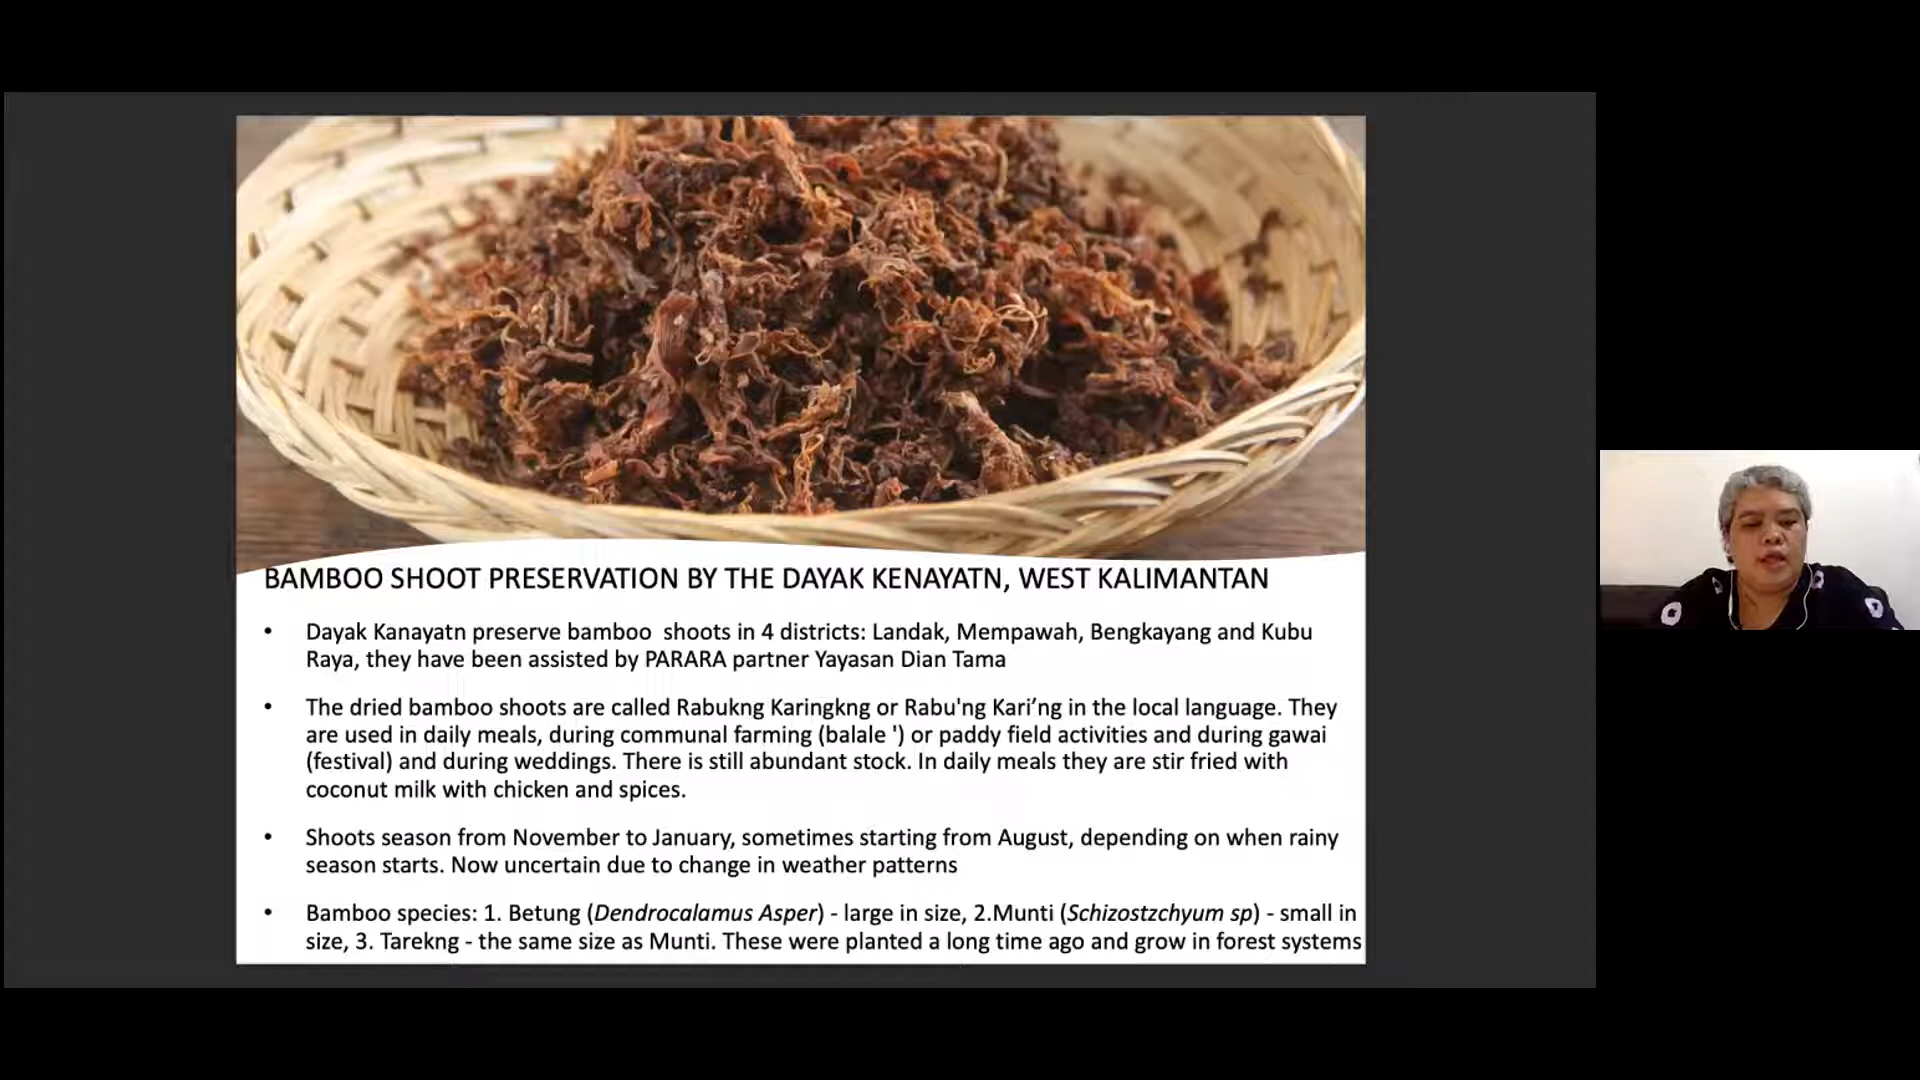 BAMBOO SHOOT PRESERVATION BY THE DAYAK KENAYATN, WEST KALIMANTAN
• Dayak Kanayatn preserve bamboo  shoots in 4 districts: Landak, Mempawah, Bengkayang and Kubu
Raya, they have been assisted by PARARA partner Yayasan Dian Tama
• The dried bamboo shoots are called Rabukng Karingkng or Rabu'ng Kari’ng in the local language. They
are used in daily meals, during communal farming (balale ') or paddy field activities and during gawai
(festival) and during weddings. There is still abundant stock. In daily meals they are stir fried with
coconut milk with chicken and spices.
• Shoots season from November to January, sometimes starting from August, depending on when rainy
season starts. Now uncertain due to change in weather patterns
• Bamboo species: 1. Betung (Dendrocalamus Asper) - large in size, 2.Munti (Schizostzchyum sp) - small in
size, 3. Tarekng - the same size as Munti. These were planted a long time ago and grow in forest systems